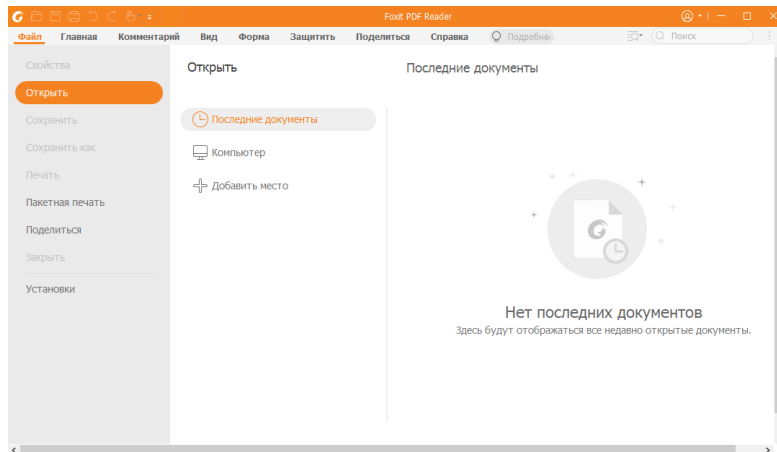 Foxit PDF Reader
Файл Главная Комментарий Вид Форма Защитить Поделиться Справка Подробне Поиск
Свойства
Открыть
Сохранить
Сохранить как
Печать
Пакетная печать
Поделиться
Закрыть
Установки
Открыть
Последние документы
Компьютер
Добавить место
Последние документы
Нет последних документов
Здесь будут отображаться все недавно открытые документы.